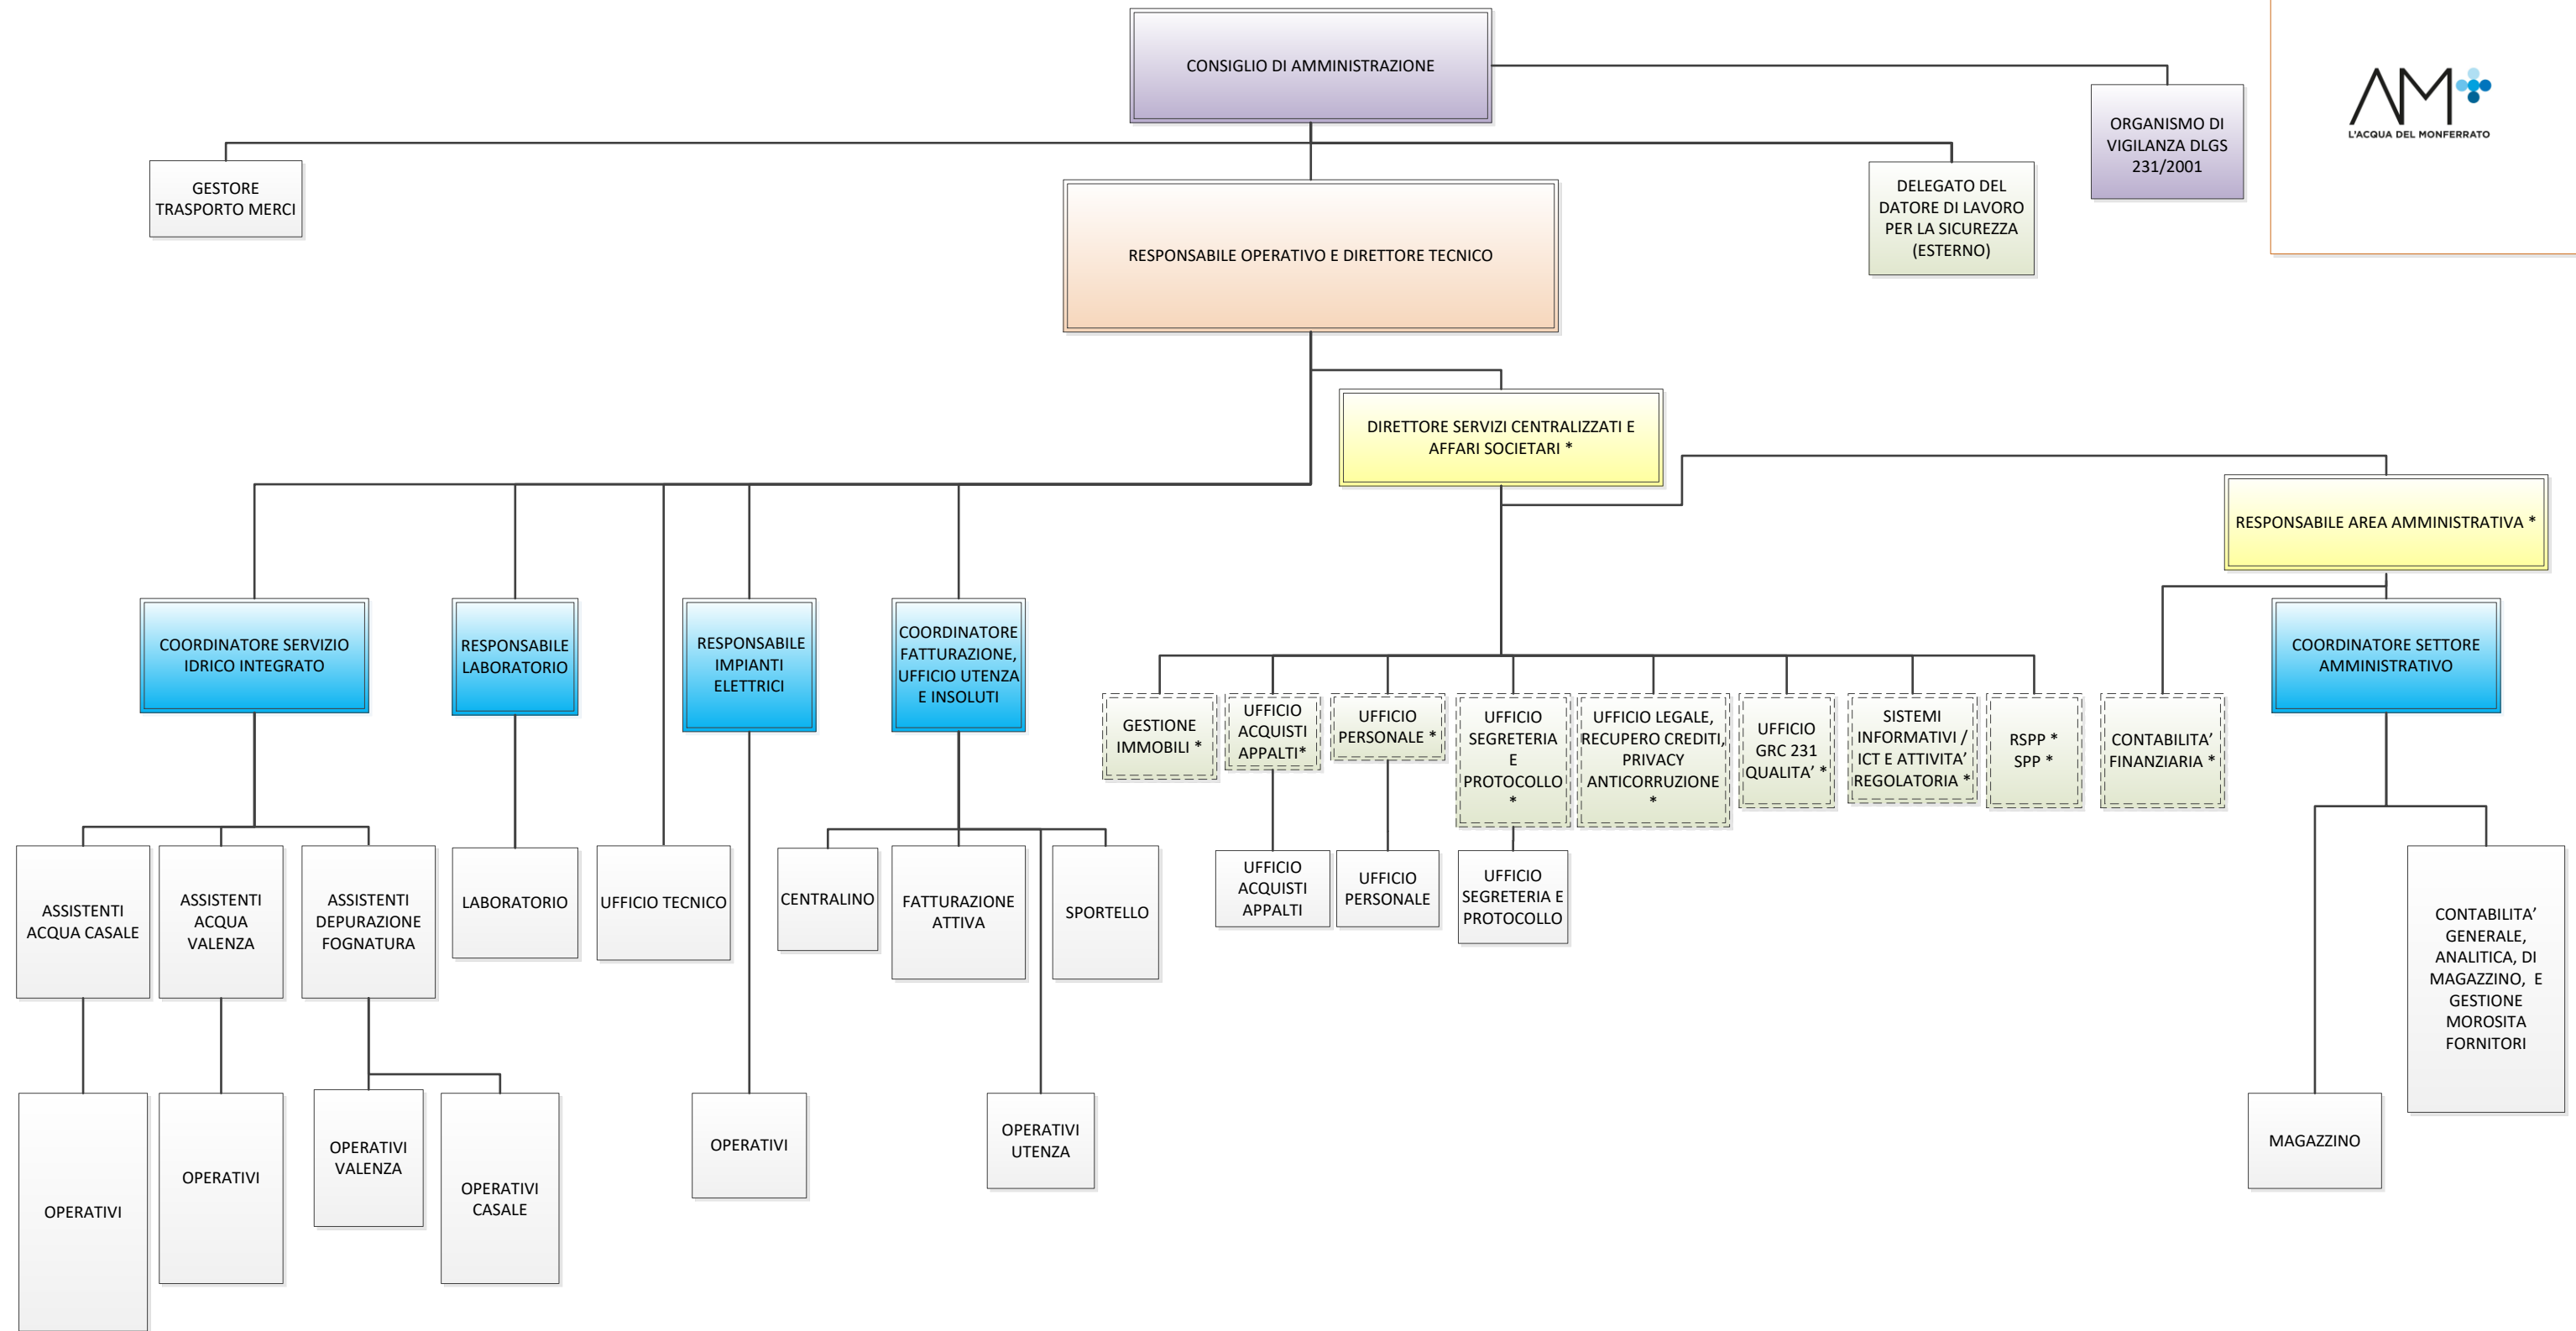 CONSIGLIO DI AMMINISTRAZIONE
ORGANISMO DI
VIGILANZA DLGS
231/2001
AM
L'ACQUA DEL MONFERRATO
GESTORE
TRASPORTO MERCI
DELEGATO DEL
DATORE DI LAVORO
PER LA SICUREZZA
(ESTERNO)
RESPONSABILE OPERATIVO E DIRETTORE TECNICO
DIRETTORE SERVIZI CENTRALIZZATI E
AFFARI SOCIETARI *
RESPONSABILE AREA AMMINISTRATIVA *
COORDINATORE SERVIZIO
IDRICO INTEGRATO
RESPONSABILE
LABORATORIO
RESPONSABILE
IMPIANTI
ELETTRICI
COORDINATORE
FATTURAZIONE,
UFFICIO UTENZA
E INSOLUTI
COORDINATORE SETTORE
AMMINISTRATIVO
GESTIONE
IMMOBILI *
UFFICIO
ACQUISTI
APPALTI*
UFFICIO
PERSONALE *
UFFICIO
SEGRETERIA
E
PROTOCOLLO
*
UFFICIO LEGALE,
RECUPERO CREDITI,
PRIVACY
ANTICORRUZIONE
*
UFFICIO
GRC 231
QUALITA’ *
SISTEMI
INFORMATIVI /
ICT E ATTIVITA’
REGOLATORIA *
RSPP *
SPP *
CONTABILITA’
FINANZIARIA *
ASSISTENTI
ACQUA CASALE
ASSISTENTI
ACQUA
VALENZA
ASSISTENTI
DEPURAZIONE
FOGNATURA
LABORATORIO
UFFICIO TECNICO
CENTRALINO
FATTURAZIONE
ATTIVA
SPORTELLO
UFFICIO
ACQUISTI
APPALTI
UFFICIO
PERSONALE
UFFICIO
SEGRETERIA E
PROTOCOLLO
CONTABILITA’
GENERALE,
ANALITICA, DI
MAGAZZINO, E
GESTIONE
MOROSITA
FORNITORI
OPERATIVI
OPERATIVI
OPERATIVI
VALENZA
OPERATIVI
CASALE
OPERATIVI
OPERATIVI
UTENZA
MAGAZZINO